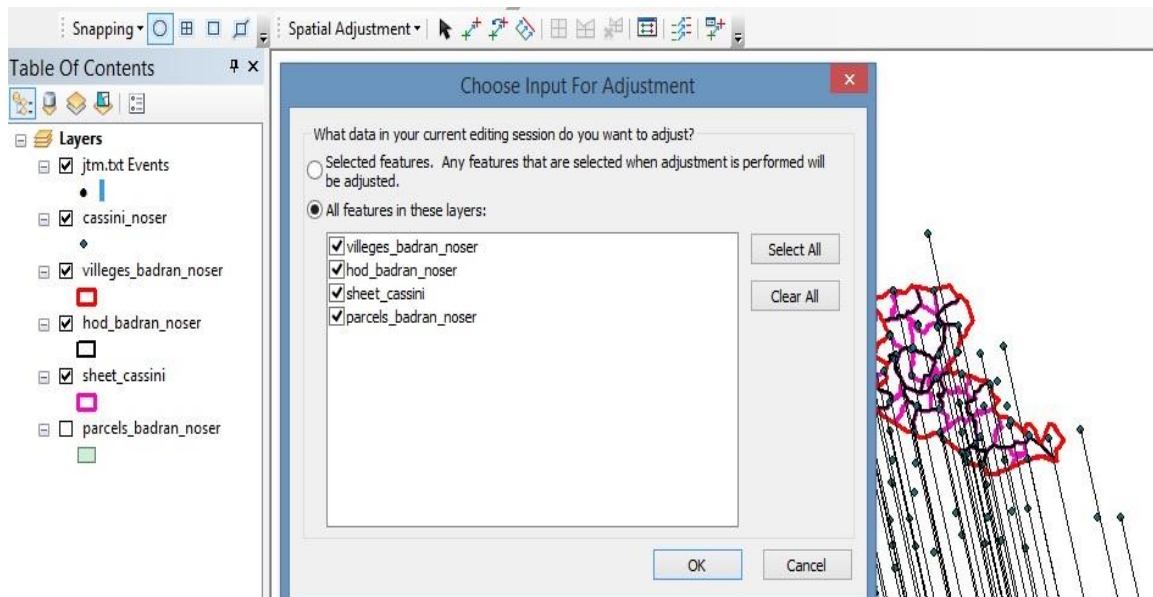 Snapping
Spatial Adjustment
Table Of Contents
Layers
jtm.txt Events
cassini_noser
villeges_badran_noser
hod_badran_noser
sheet_cassini
parcels_badran_noser
Choose Input For Adjustment
What data in your current editing session do you want to adjust?
Selected features. Any features that are selected when adjustment is performed will
be adjusted.
All features in these layers:
villeges_badran_noser
hod_badran_noser
sheet_cassini
parcels_badran_noser
Select All
Clear All
OK
Cancel